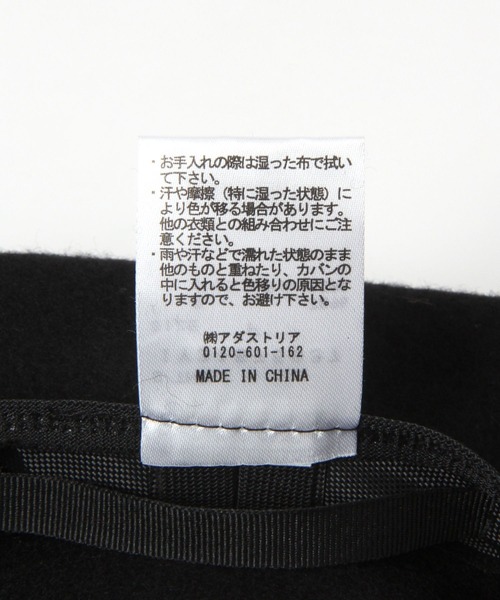 ・お手入れの際は湿った布で拭い
て下さい。
・汗や摩擦（特に湿った状態）に
より色が移る場合があります。
他の衣類との組み合わせにご注
意ください。
・雨や汗などで濡れた状態のまま
他のものと重ねたり、カバンの
中に入れると色移りの原因とな
りますので、お避け下さい。
㈱アダストリア
0120-601-162
MADE IN CHINA